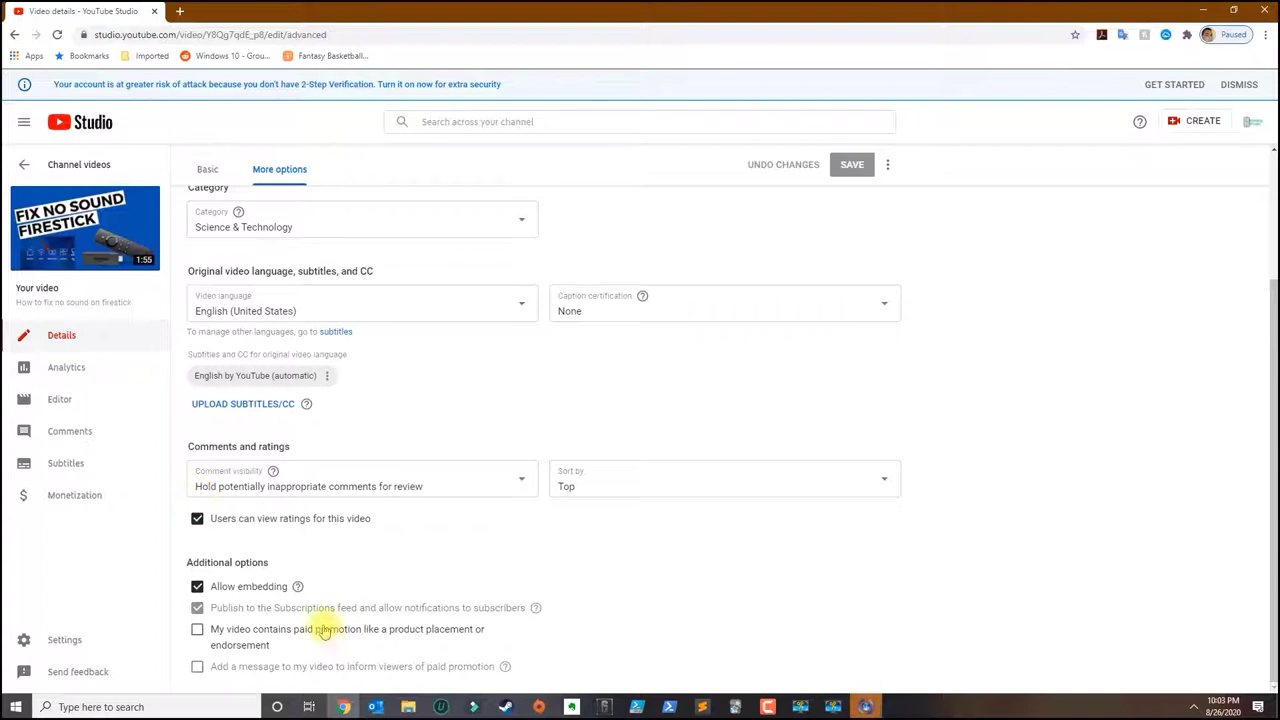 Video details - YouTube Studio
studio.youtube.com/video/Y8Qg7qdE_p8/edit/advanced
Paused
Apps Bookmarks Imported Windows 10 - Grou... Fantasy Basketball...
Your account is at greater risk of attack because you don't have 2-Step Verification. Turn it on now for extra security GET STARTED DISMISS
Studio Search across your channel CREATE
Channel videos Basic More options UNDO CHANGES SAVE
Category
FIX NO SOUND
FIRESTICK
1:55
Category
Science & Technology
Original video language, subtitles, and CC
Your video
How to fix no sound on firestick
Video language Caption certification
English (United States) None
To manage other languages, go to subtitles
Details
Subtitles and CC for original video language
Analytics
English by YouTube (automatic)
Editor
UPLOAD SUBTITLES/CC
Comments
Comments and ratings
Subtitles
Comment visibility Sort by
Hold potentially inappropriate comments for review Top
Monetization
Users can view ratings for this video
Additional options
Allow embedding
Publish to the Subscriptions feed and allow notifications to subscribers
My video contains paid promotion like a product placement or
endorsement
Settings
Add a message to my video to inform viewers of paid promotion
Send feedback
Type here to search
10:03 PM
8/26/2020